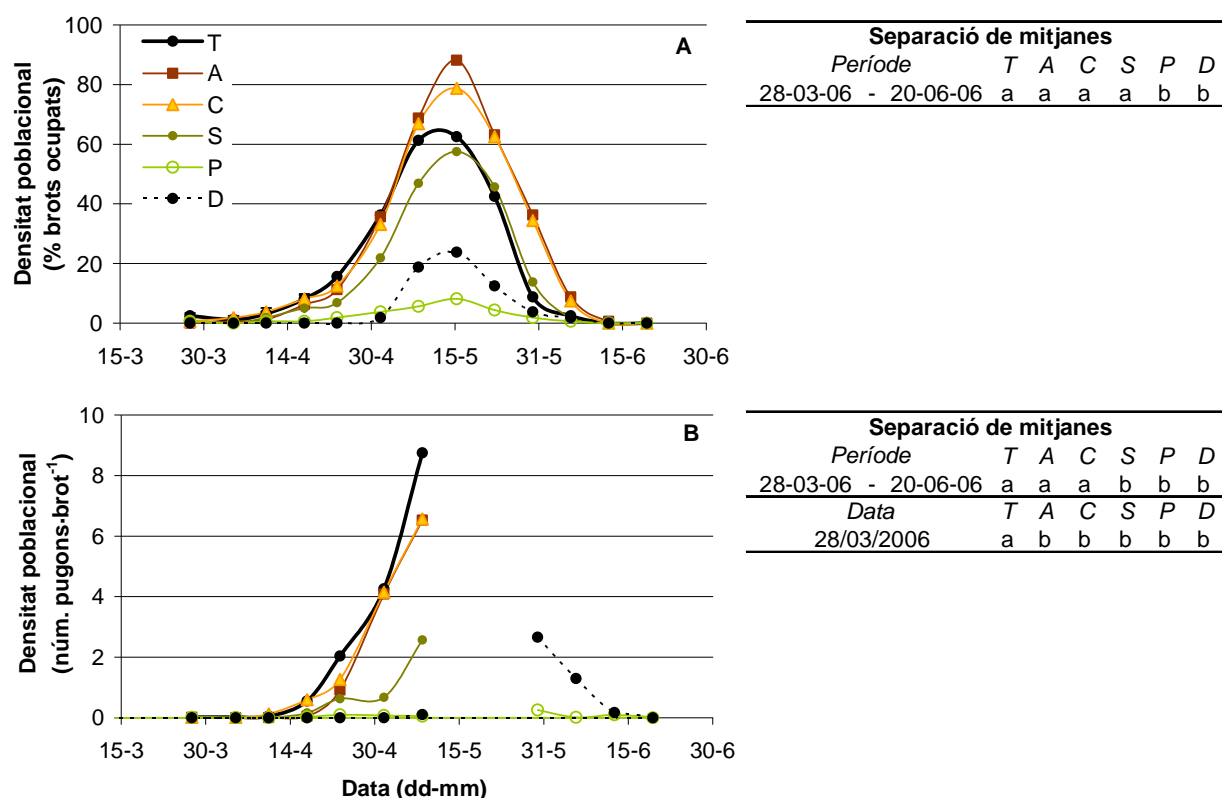 Densitat poblacional
(% brots ocupats)
100
80
60
40
20
0
T
A
C
S
P
D
A
15-3 30-3 14-4 30-4 15-5 31-5 15-6 30-6
Separació de mitjanes
Període T A C S P D
28-03-06 - 20-06-06 a a a a b b
Densitat poblacional
(núm. pugons·brot⁻¹)
10
8
6
4
2
0
B
15-3 30-3 14-4 30-4 15-5 31-5 15-6 30-6
Data (dd-mm)
Separació de mitjanes
Període T A C S P D
28-03-06 - 20-06-06 a a a b b b
Data T A C S P D
28/03/2006 a b b b b b